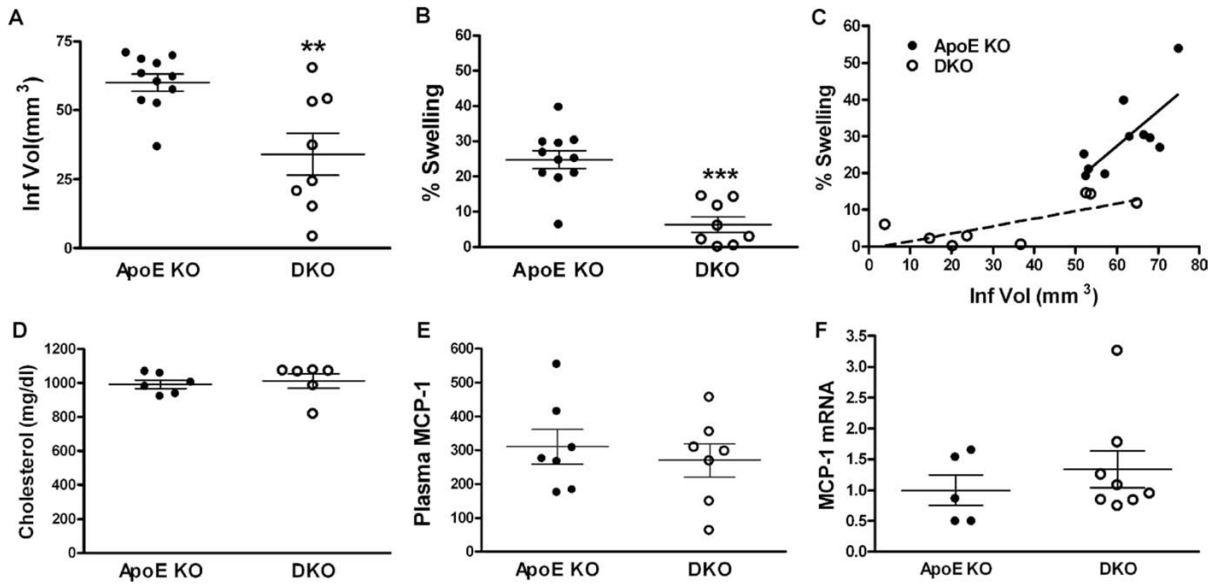 A
Inf Vol(mm 3)
75
50
25
0
**
ApoE KO
DKO
B
% Swelling
60
50
40
30
20
10
0
***
ApoE KO
DKO
C
% Swelling
60
50
40
30
20
10
0
ApoE KO
DKO
0 10 20 30 40 50 60 70 80
Inf Vol (mm 3)
D
Cholesterol (mg/dl)
1200
1000
800
600
400
200
0
ApoE KO
DKO
E
Plasma MCP-1
600
500
400
300
200
100
0
ApoE KO
DKO
F
MCP-1 mRNA
3.5
3.0
2.5
2.0
1.5
1.0
0.5
0.0
ApoE KO
DKO